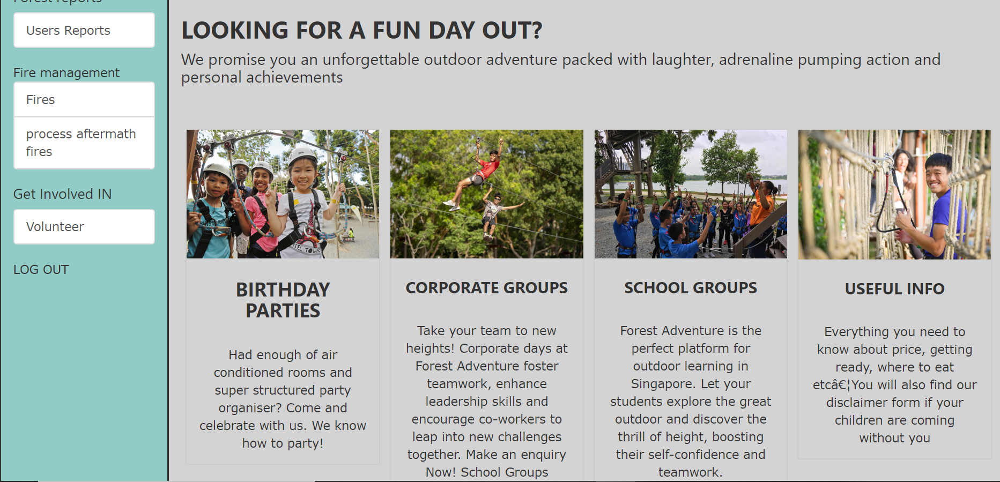 Forest reports
Users Reports
Fire management
Fires
process aftermath
fires
Get Involved IN
Volunteer
LOG OUT
LOOKING FOR A FUN DAY OUT?
We promise you an unforgettable outdoor adventure packed with laughter, adrenaline pumping action and
personal achievements
BIRTHDAY
PARTIES
Had enough of air
conditioned rooms and
super structured party
organiser? Come and
celebrate with us. We know
how to party!
CORPORATE GROUPS
Take your team to new
heights! Corporate days at
Forest Adventure foster
teamwork, enhance
leadership skills and
encourage co-workers to
leap into new challenges
together. Make an enquiry
Now! School Groups
SCHOOL GROUPS
Forest Adventure is the
perfect platform for
outdoor learning in
Singapore. Let your
students explore the great
outdoor and discover the
thrill of height, boosting
their self-confidence and
teamwork.
USEFUL INFO
Everything you need to
know about price, getting
ready, where to eat
etcâ€¦You will also find our
disclaimer form if your
children are coming
without you